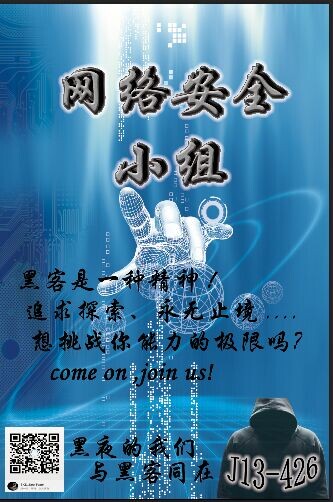 网络安全
小组
黑客是一种精神！
追求探索、永无止境....
想挑战你能力的极限吗？
come on ,join us!
黑夜的我们
与黑客同在
J13-426